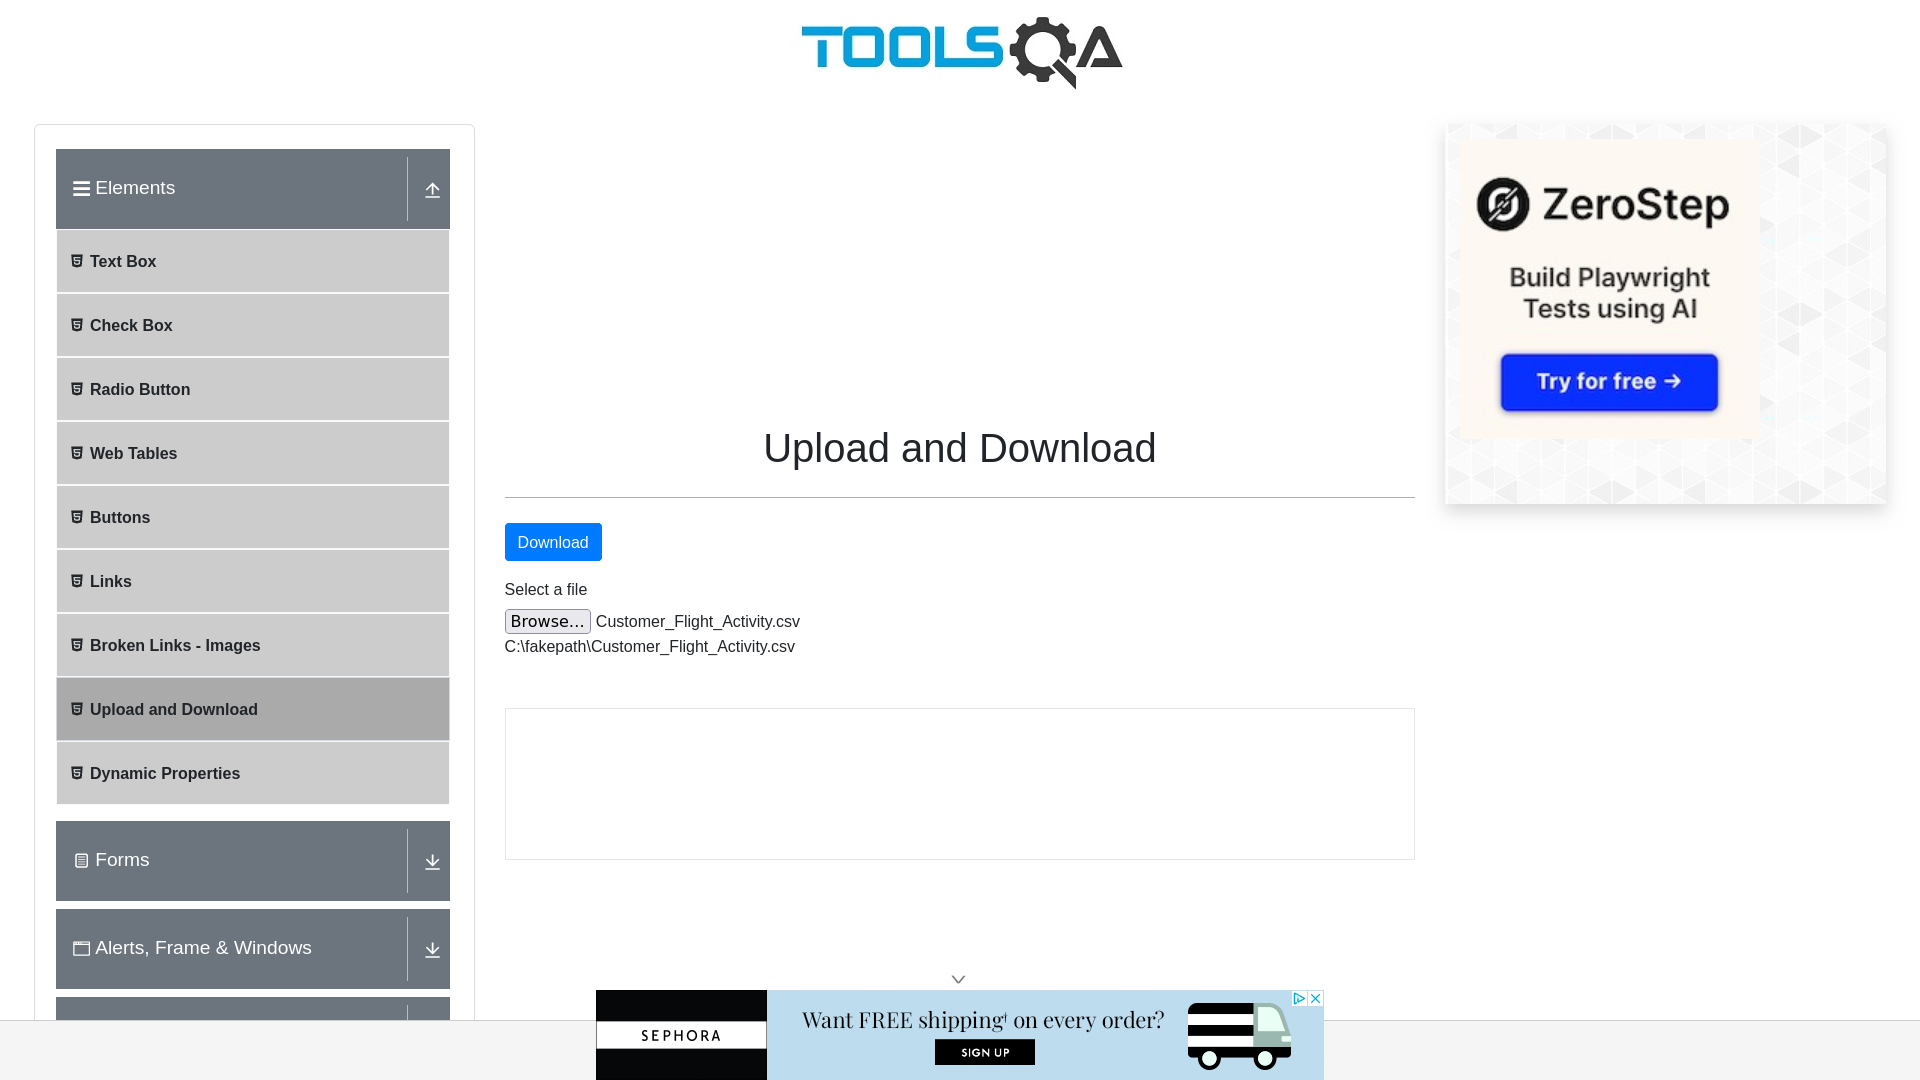 TOOLSQA
Elements
Text Box
Check Box
Radio Button
Web Tables
Buttons
Links
Broken Links - Images
Upload and Download
Dynamic Properties
Forms
Alerts, Frame & Windows
Upload and Download
Download
Select a file
Browse... Customer_Flight_Activity.csv
C:\fakepath\Customer_Flight_Activity.csv
ZeroStep
Build Playwright
Tests using AI
Try for free →
SEPHORA
Want FREE shipping† on every order?
SIGN UP